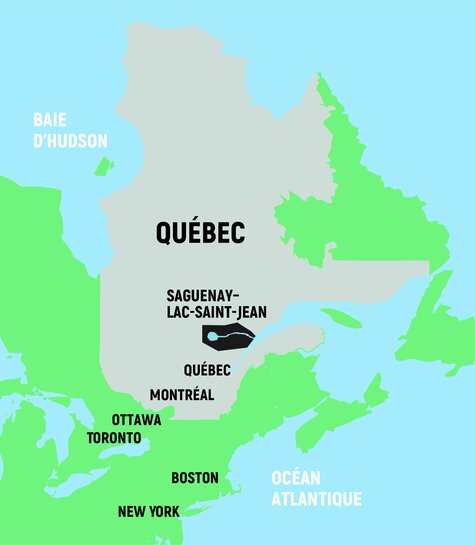 BAIE
D'HUDSON
QUÉBEC
SAGUENAY–
LAC-SAINT-JEAN
QUÉBEC
MONTRÉAL
OTTAWA
TORONTO
BOSTON
OCÉAN
ATLANTIQUE
NEW YORK